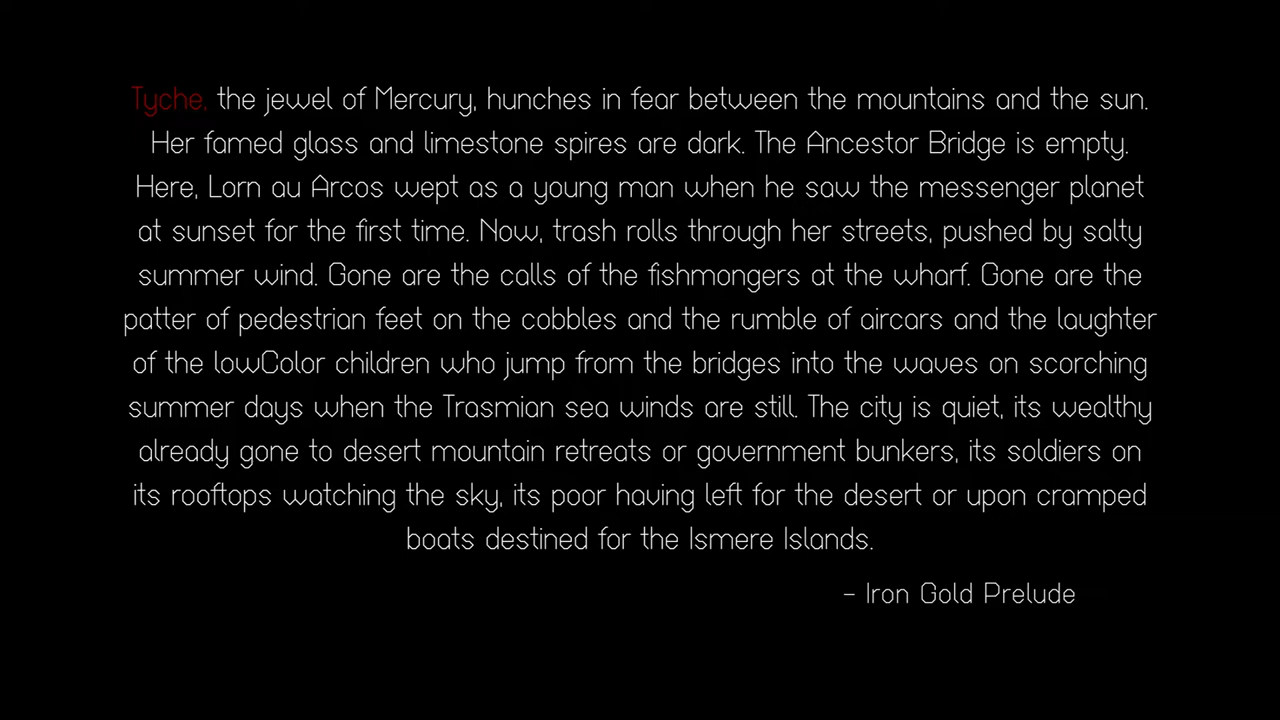 Tyche, the jewel of Mercury, hunches in fear between the mountains and the sun.
Her famed glass and limestone spires are dark. The Ancestor Bridge is empty.
Here, Lorn au Arcos wept as a young man when he saw the messenger planet
at sunset for the first time. Now, trash rolls through her streets, pushed by salty
summer wind. Gone are the calls of the fishmongers at the wharf. Gone are the
patter of pedestrian feet on the cobbles and the rumble of aircars and the laughter
of the lowColor children who jump from the bridges into the waves on scorching
summer days when the Trasmian sea winds are still. The city is quiet, its wealthy
already gone to desert mountain retreats or government bunkers, its soldiers on
its rooftops watching the sky, its poor having left for the desert or upon cramped
boats destined for the Ismere Islands.
- Iron Gold Prelude